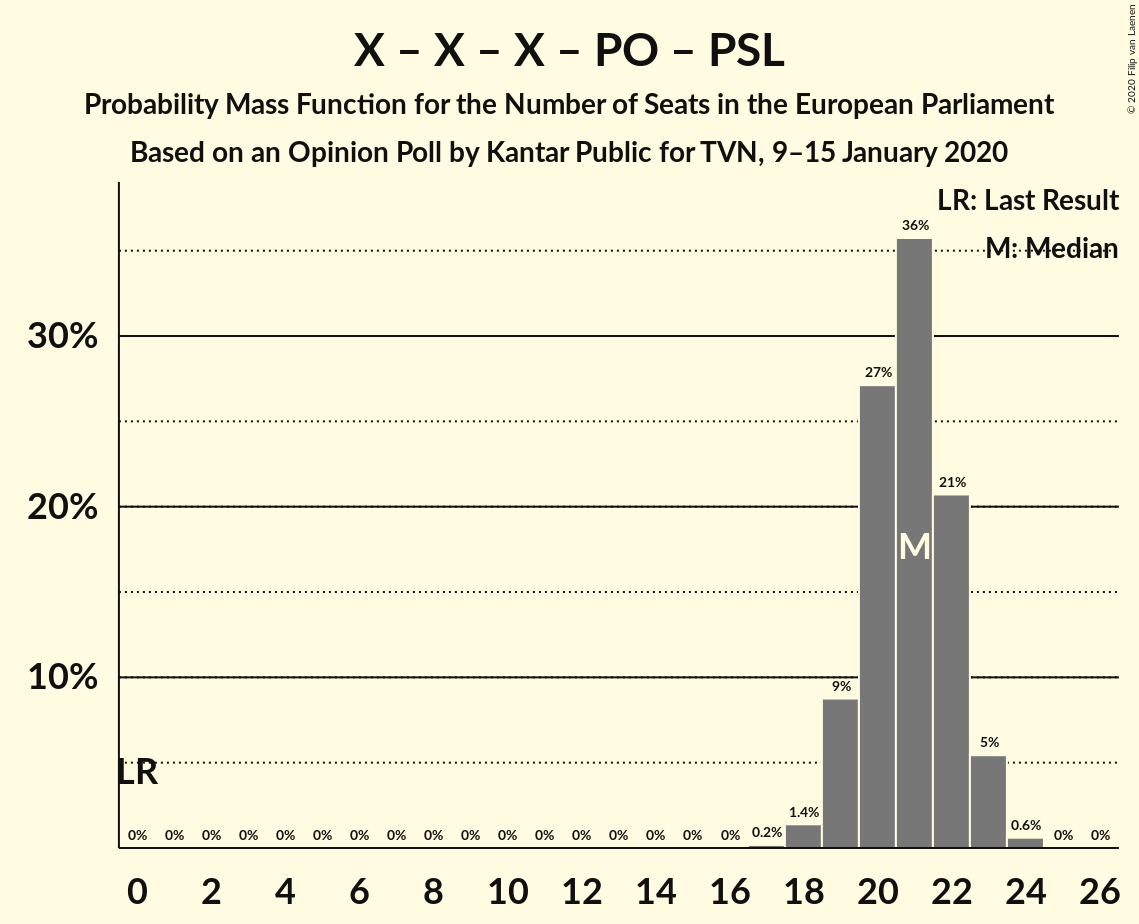 X – X – X – PO – PSL
Probability Mass Function for the Number of Seats in the European Parliament
Based on an Opinion Poll by Kantar Public for TVN, 9–15 January 2020
© 2020 Filip van Laenen
LR: Last Result
M: Median
36%
30%
27%
21%
20%
M
10%
9%
5%
LR
1.4%
0.6%
0.2%
0% 0% 0% 0% 0% 0% 0% 0% 0% 0% 0% 0% 0% 0% 0% 0% 0% 0% 0%
0 2 4 6 8 10 12 14 16 18 20 22 24 26